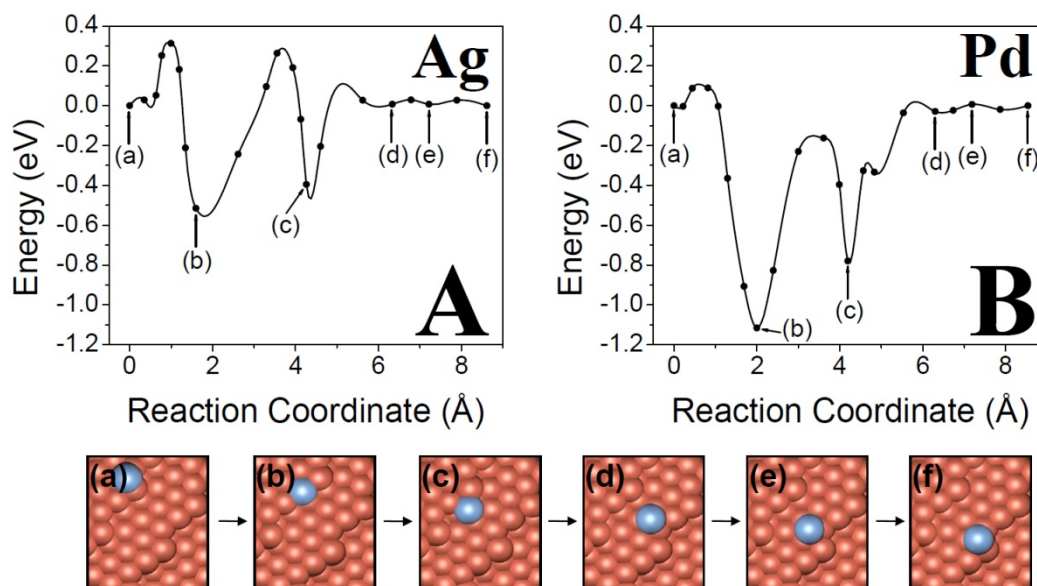 Ag
0.4
0.2
0.0
-0.2
-0.4
-0.6
-0.8
-1.0
-1.2
Energy (eV)
(a)
(b)
(c)
(d)
(e)
(f)
A
0 2 4 6 8
Reaction Coordinate (Å)
Pd
0.4
0.2
0.0
-0.2
-0.4
-0.6
-0.8
-1.0
-1.2
Energy (eV)
(a)
(b)
(c)
(d)
(e)
(f)
B
0 2 4 6 8
Reaction Coordinate (Å)
(a) (b) (c) (d) (e) (f)